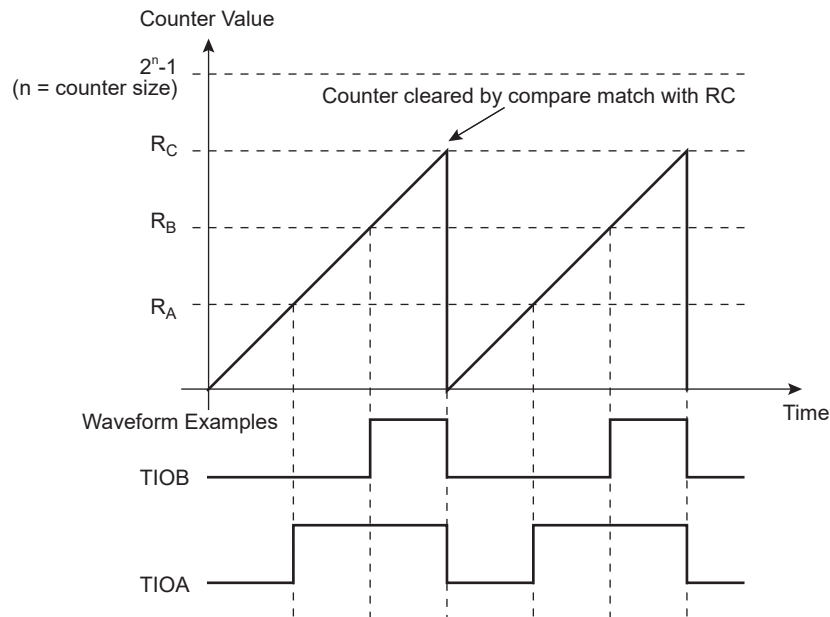 Counter Value
2ⁿ-1
(n = counter size)
Counter cleared by compare match with RC
R_C
R_B
R_A
Time
Waveform Examples
TIOB
TIOA